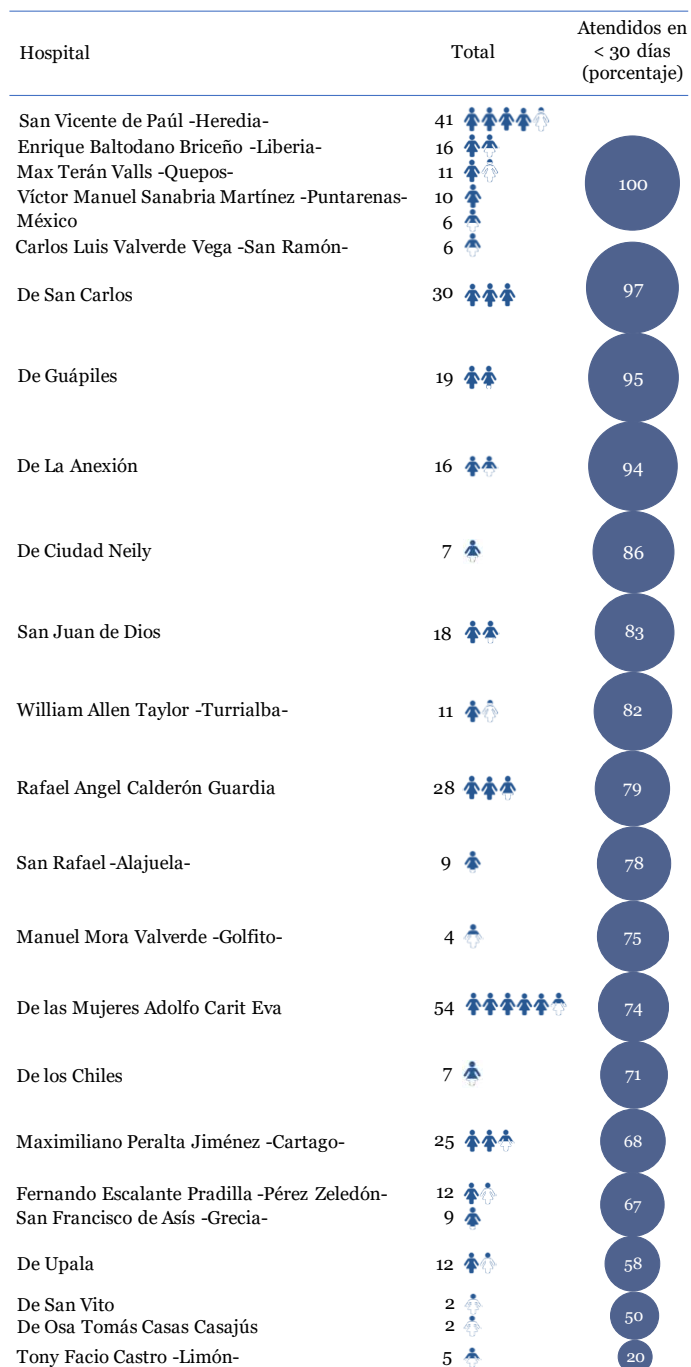 Hospital Total Atendidos en
< 30 días
(porcentaje)
San Vicente de Paúl -Heredia- 41
Enrique Baltodano Briceño -Liberia- 16
Max Terán Valls -Quepos- 11
100
Víctor Manuel Sanabria Martínez -Puntarenas- 10
México 6
Carlos Luis Valverde Vega -San Ramón- 6
De San Carlos 30 97
De Guápiles 19 95
De La Anexión 16 94
De Ciudad Neily 7 86
San Juan de Dios 18 83
William Allen Taylor -Turrialba- 11 82
Rafael Angel Calderón Guardia 28 79
San Rafael -Alajuela- 9 78
Manuel Mora Valverde -Golfito- 4 75
De las Mujeres Adolfo Carit Eva 54 74
De los Chiles 7 71
Maximiliano Peralta Jiménez -Cartago- 25 68
Fernando Escalante Pradilla -Pérez Zeledón- 12
67
San Francisco de Asís -Grecia- 9
De Upala 12 58
De San Vito 2
50
De Osa Tomás Casas Casajús 2
Tony Facio Castro -Limón- 5 20